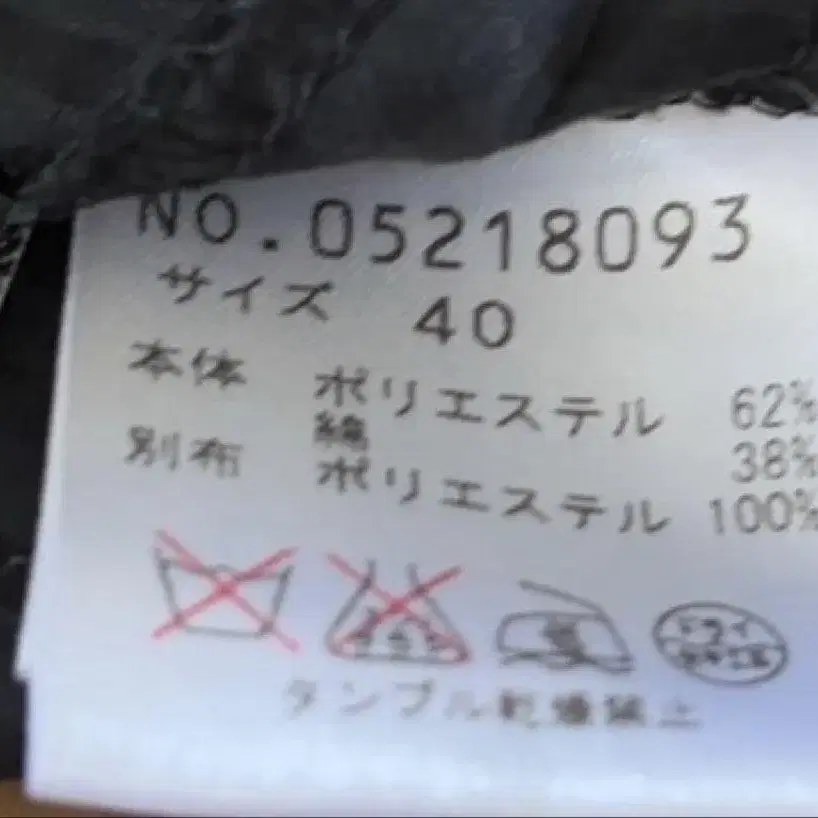 NO.05218093
サイズ 40
本体 ポリエステル 62%
綿 38%
別布 ポリエステル 100%
ドライ
タンブル乾燥禁止